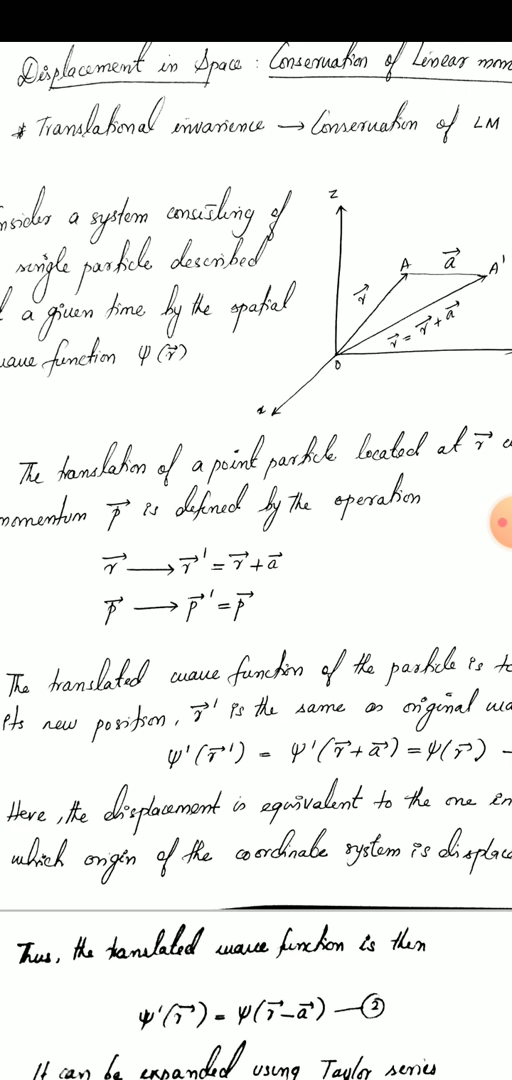 Displacement in Space : Conservation of Linear mom
* Translational invarience → Conservation of LM
nsider a system consisting of
single particle described
a given time by the spatial
wave function ψ(r⃗)
z
A
a⃗
A'
r⃗
r⃗ = r⃗ + a⃗
O
x
The translation of a point particle located at r⃗ a
momentum p⃗ is defined by the operation
r⃗ → r⃗' = r⃗ + a⃗
p⃗ → p⃗' = p⃗
The translated wave function of the particle is to
its new position, r⃗' is the same as original wa
ψ'(r⃗') = ψ'(r⃗ + a⃗) = ψ(r⃗) —
Here, the displacement is equivalent to the one in
which origin of the coordinate system is displac
Thus, the translated wave function is then
ψ'(r⃗) = ψ(r⃗ - a⃗) — ②
It can be expanded using Taylor series